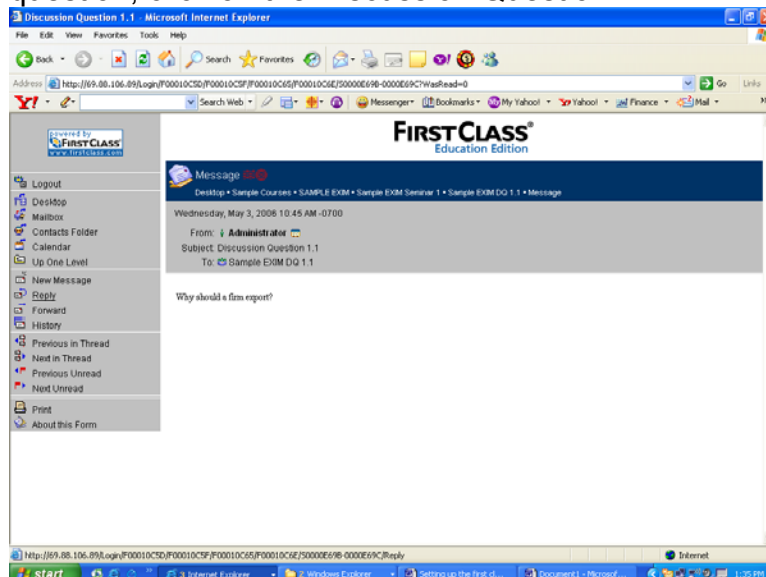 Discussion Question 1.1 - Microsoft Internet Explorer
File Edit View Favorites Tools Help
Back Search Favorites
Address http://69.88.106.89/Login/F00010C5D/F00010C5F/F00010C65/F00010C6E/S0000E69B-0000E69C?WasRead=0 Go Links
Y! Search Web Messenger Bookmarks My Yahoo! Yahoo! Finance Mail
powered by
FIRSTCLASS
www.firstclass.com
FIRSTCLASS®
Education Edition
Message
Desktop • Sample Courses • SAMPLE EXIM • Sample EXIM Seminar 1 • Sample EXIM DQ 1.1 • Message
Wednesday, May 3, 2006 10:45 AM -0700
From: Administrator
Subject: Discussion Question 1.1
To: Sample EXIM DQ 1.1
Why should a firm export?
Logout
Desktop
Mailbox
Contacts Folder
Calendar
Up One Level
New Message
Reply
Forward
History
Previous in Thread
Next in Thread
Previous Unread
Next Unread
Print
About this Form
http://69.88.106.89/Login/F00010C5D/F00010C5F/F00010C65/F00010C6E/S0000E69B-0000E69C/Reply Internet
start 3 Internet Explorer 2 Windows Explorer Setting up the first cl... Document1 - Microsof... 1:35 PM